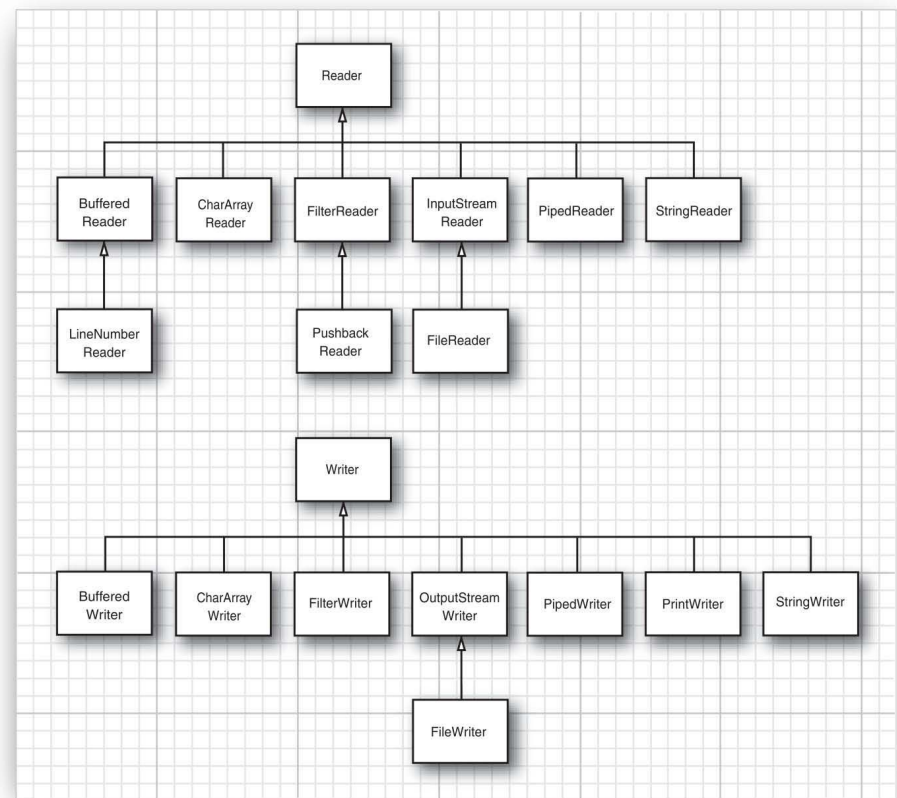 Reader
Buffered
Reader
CharArray
Reader
FilterReader
InputStream
Reader
PipedReader
StringReader
LineNumber
Reader
Pushback
Reader
FileReader
Writer
Buffered
Writer
CharArray
Writer
FilterWriter
OutputStream
Writer
PipedWriter
PrintWriter
StringWriter
FileWriter